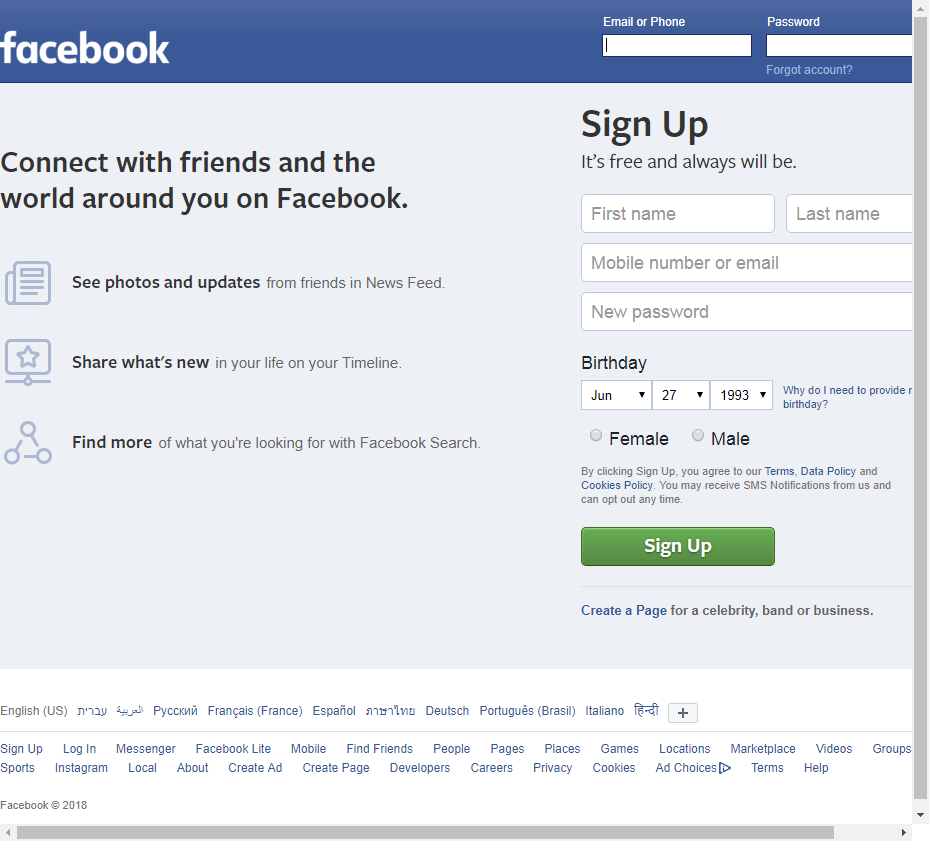 facebook
Email or Phone
Password
Forgot account?
Connect with friends and the
world around you on Facebook.
See photos and updates from friends in News Feed.
Share what's new in your life on your Timeline.
Find more of what you're looking for with Facebook Search.
Sign Up
It's free and always will be.
First name
Last name
Mobile number or email
New password
Birthday
Jun 27 1993
Why do I need to provide
birthday?
Female Male
By clicking Sign Up, you agree to our Terms, Data Policy and
Cookies Policy. You may receive SMS Notifications from us and
can opt out any time.
Sign Up
Create a Page for a celebrity, band or business.
English (US) עברית العربية Русский Français (France) Español ภาษาไทย Deutsch Português (Brasil) Italiano हिन्दी +
Sign Up Log In Messenger Facebook Lite Mobile Find Friends People Pages Places Games Locations Marketplace Videos Groups
Sports Instagram Local About Create Ad Create Page Developers Careers Privacy Cookies Ad Choices Terms Help
Facebook © 2018